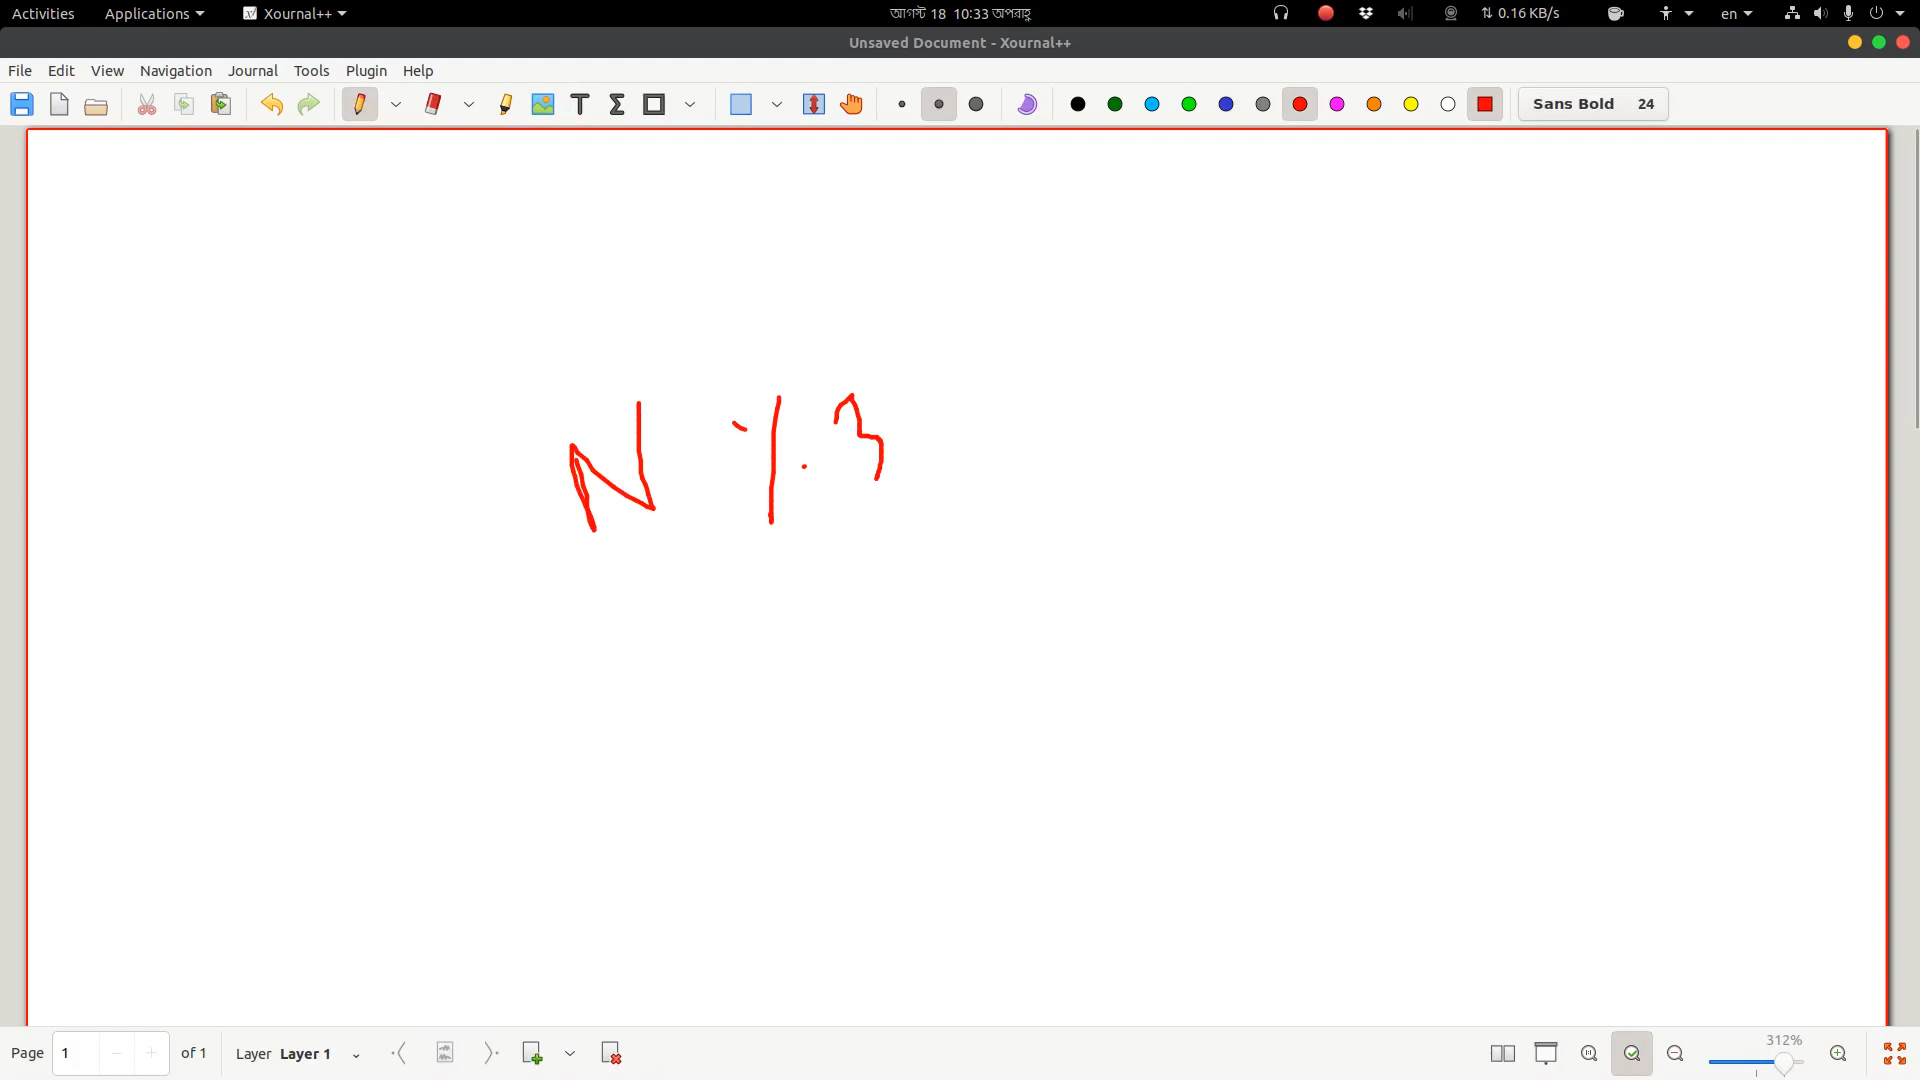 Activities Applications Xournal++ আগস্ট 18 10:33 অপরাহ্ণ 0.16 KB/s en
Unsaved Document - Xournal++
File Edit View Navigation Journal Tools Plugin Help
Sans Bold 24
N % 3
312%
Page 1 of 1 Layer Layer 1